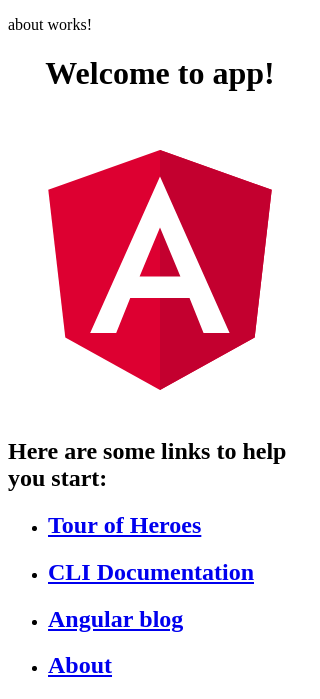 about works!
Welcome to app!
A
Here are some links to help
you start:
Tour of Heroes
CLI Documentation
Angular blog
About